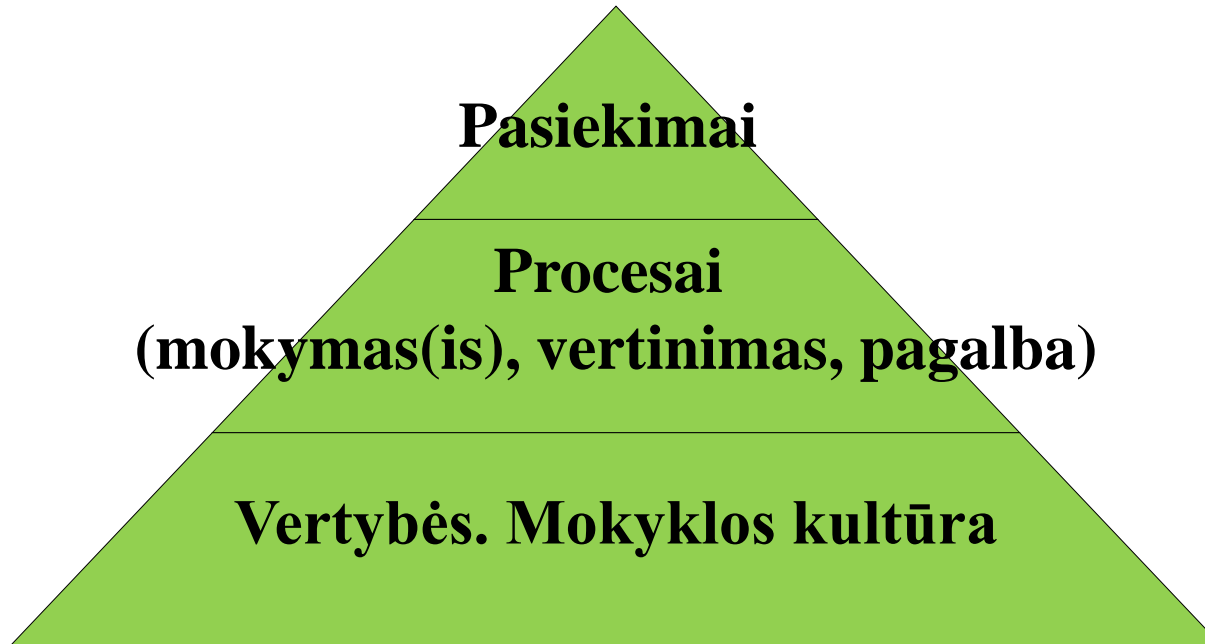 Pasiekimai
Procesai
(mokymas(is), vertinimas, pagalba)
Vertybės. Mokyklos kultūra